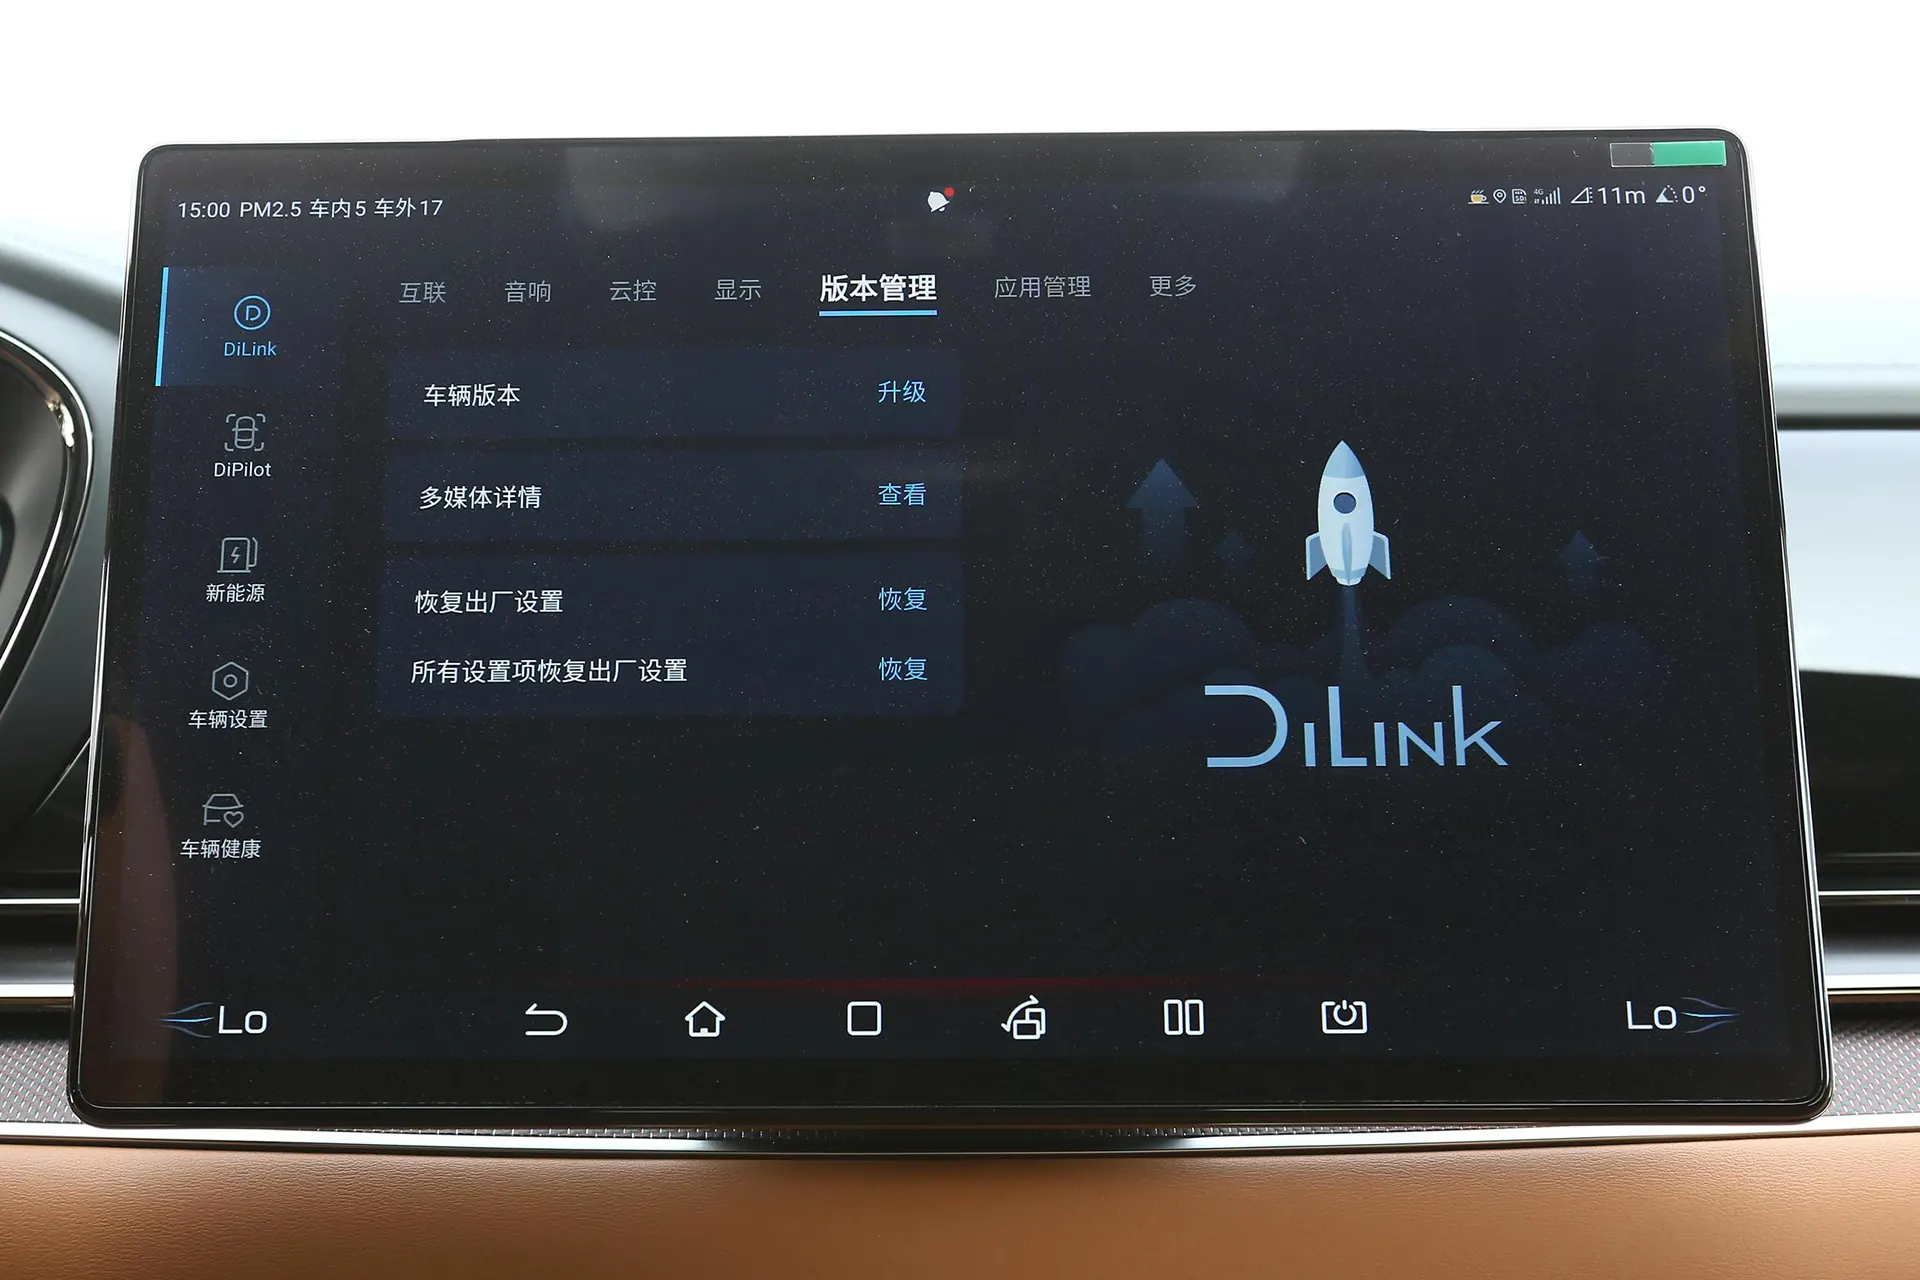 15:00 PM2.5 车内5 车外17
4G 11m 0°
互联 音响 云控 显示 版本管理 应用管理 更多
DiLink
DiPilot
新能源
车辆设置
车辆健康
车辆版本 升级
多媒体详情 查看
恢复出厂设置 恢复
所有设置项恢复出厂设置 恢复
DiLink
Lo Lo